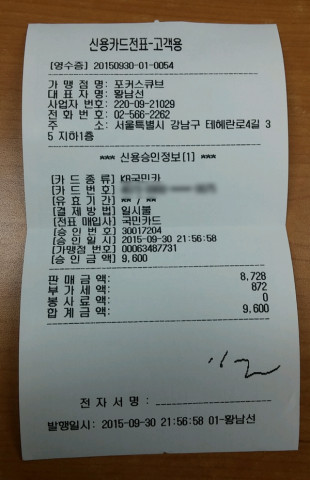 신용카드전표-고객용
[영수증] 20150930-01-0054
가 맹 점 명: 포커스큐브
대 표 자 명: 황남선
사업자 번호: 220-09-21029
전 화 번 호: 02-566-2262
주 소: 서울특별시 강남구 테헤란로4길 3
5 지하1층
*** 신용승인정보[1] ***
[카 드 종 류] KB국민카
[카 드 번 호]
[유 효 기 간] ** / **
[결 제 방 법] 일시불
[전표 매입사] 국민카드
[승 인 번 호] 30017204
[승 인 일 시] 2015-09-30 21:56:58
[가맹점 번호] 00063487731
[승 인 금 액] 9,600
판 매 금 액: 8,728
부 가 세 액: 872
봉 사 료 액: 0
합 계 금 액: 9,600
전 자 서 명 :
발행일시: 2015-09-30 21:56:58 01-황남선